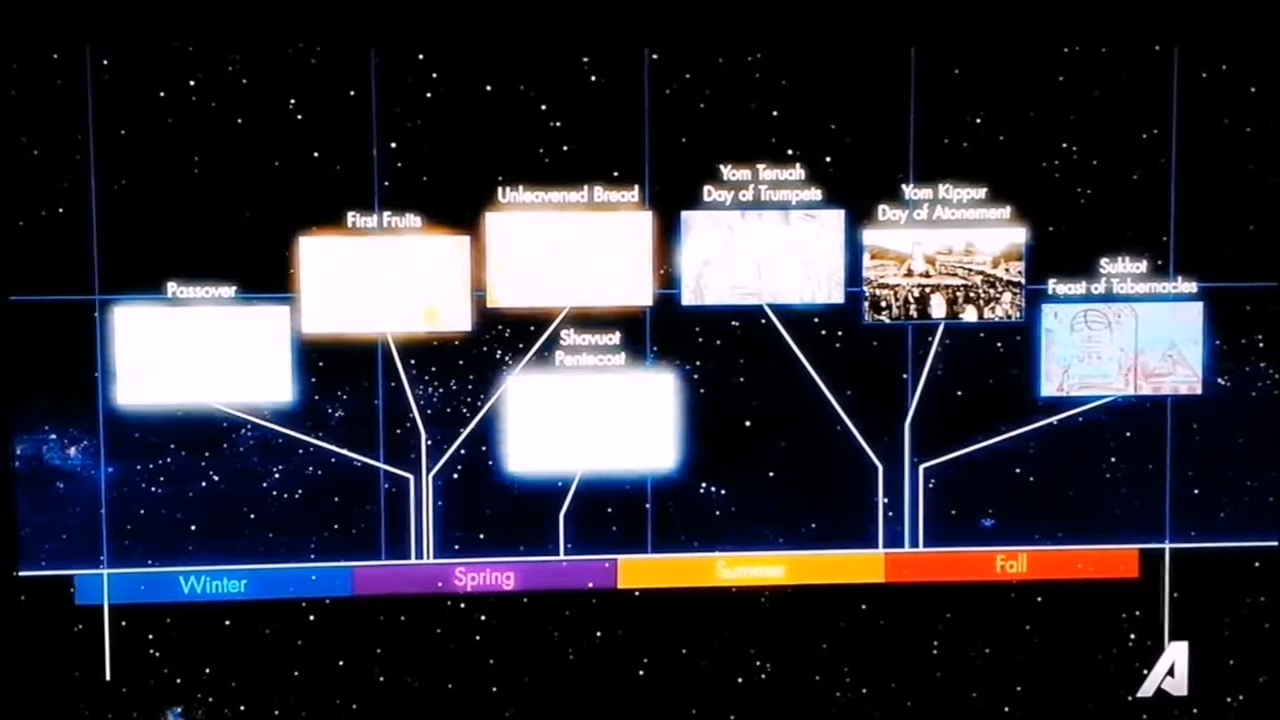 Yom Teruah
Day of Trumpets
Unleavened Bread
Yom Kippur
Day of Atonement
First Fruits
Sukkot
Feast of Tabernacles
Passover
Shavuot
Pentecost
Winter
Spring
Summer
Fall